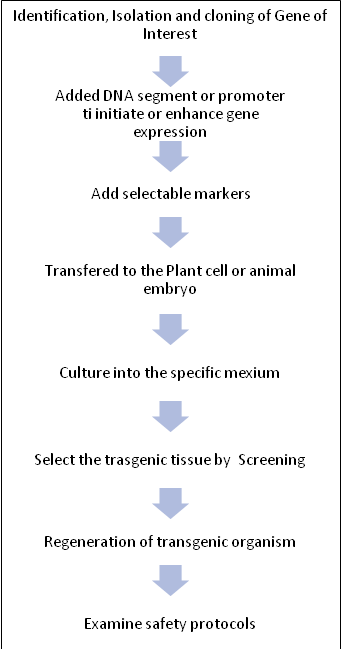 Identification, Isolation and cloning of Gene of
Interest
Added DNA segment or promoter
ti initiate or enhance gene
expression
Add selectable markers
Transfered to the Plant cell or animal
embryo
Culture into the specific mexium
Select the trasgenic tissue by Screening
Regeneration of transgenic organism
Examine safety protocols